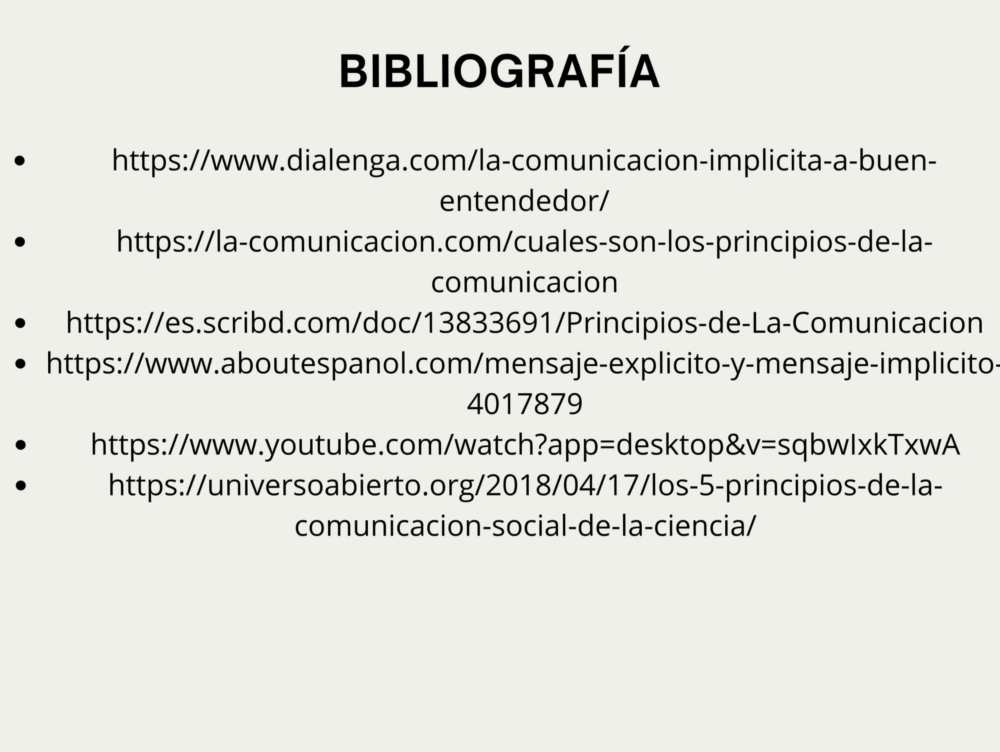 BIBLIOGRAFÍA
• https://www.dialenga.com/la-comunicacion-implicita-a-buen-
entendedor/
• https://la-comunicacion.com/cuales-son-los-principios-de-la-
comunicacion
• https://es.scribd.com/doc/13833691/Principios-de-La-Comunicacion
• https://www.aboutespanol.com/mensaje-explicito-y-mensaje-implicito-
4017879
• https://www.youtube.com/watch?app=desktop&v=sqbwIxkTxwA
• https://universoabierto.org/2018/04/17/los-5-principios-de-la-
comunicacion-social-de-la-ciencia/